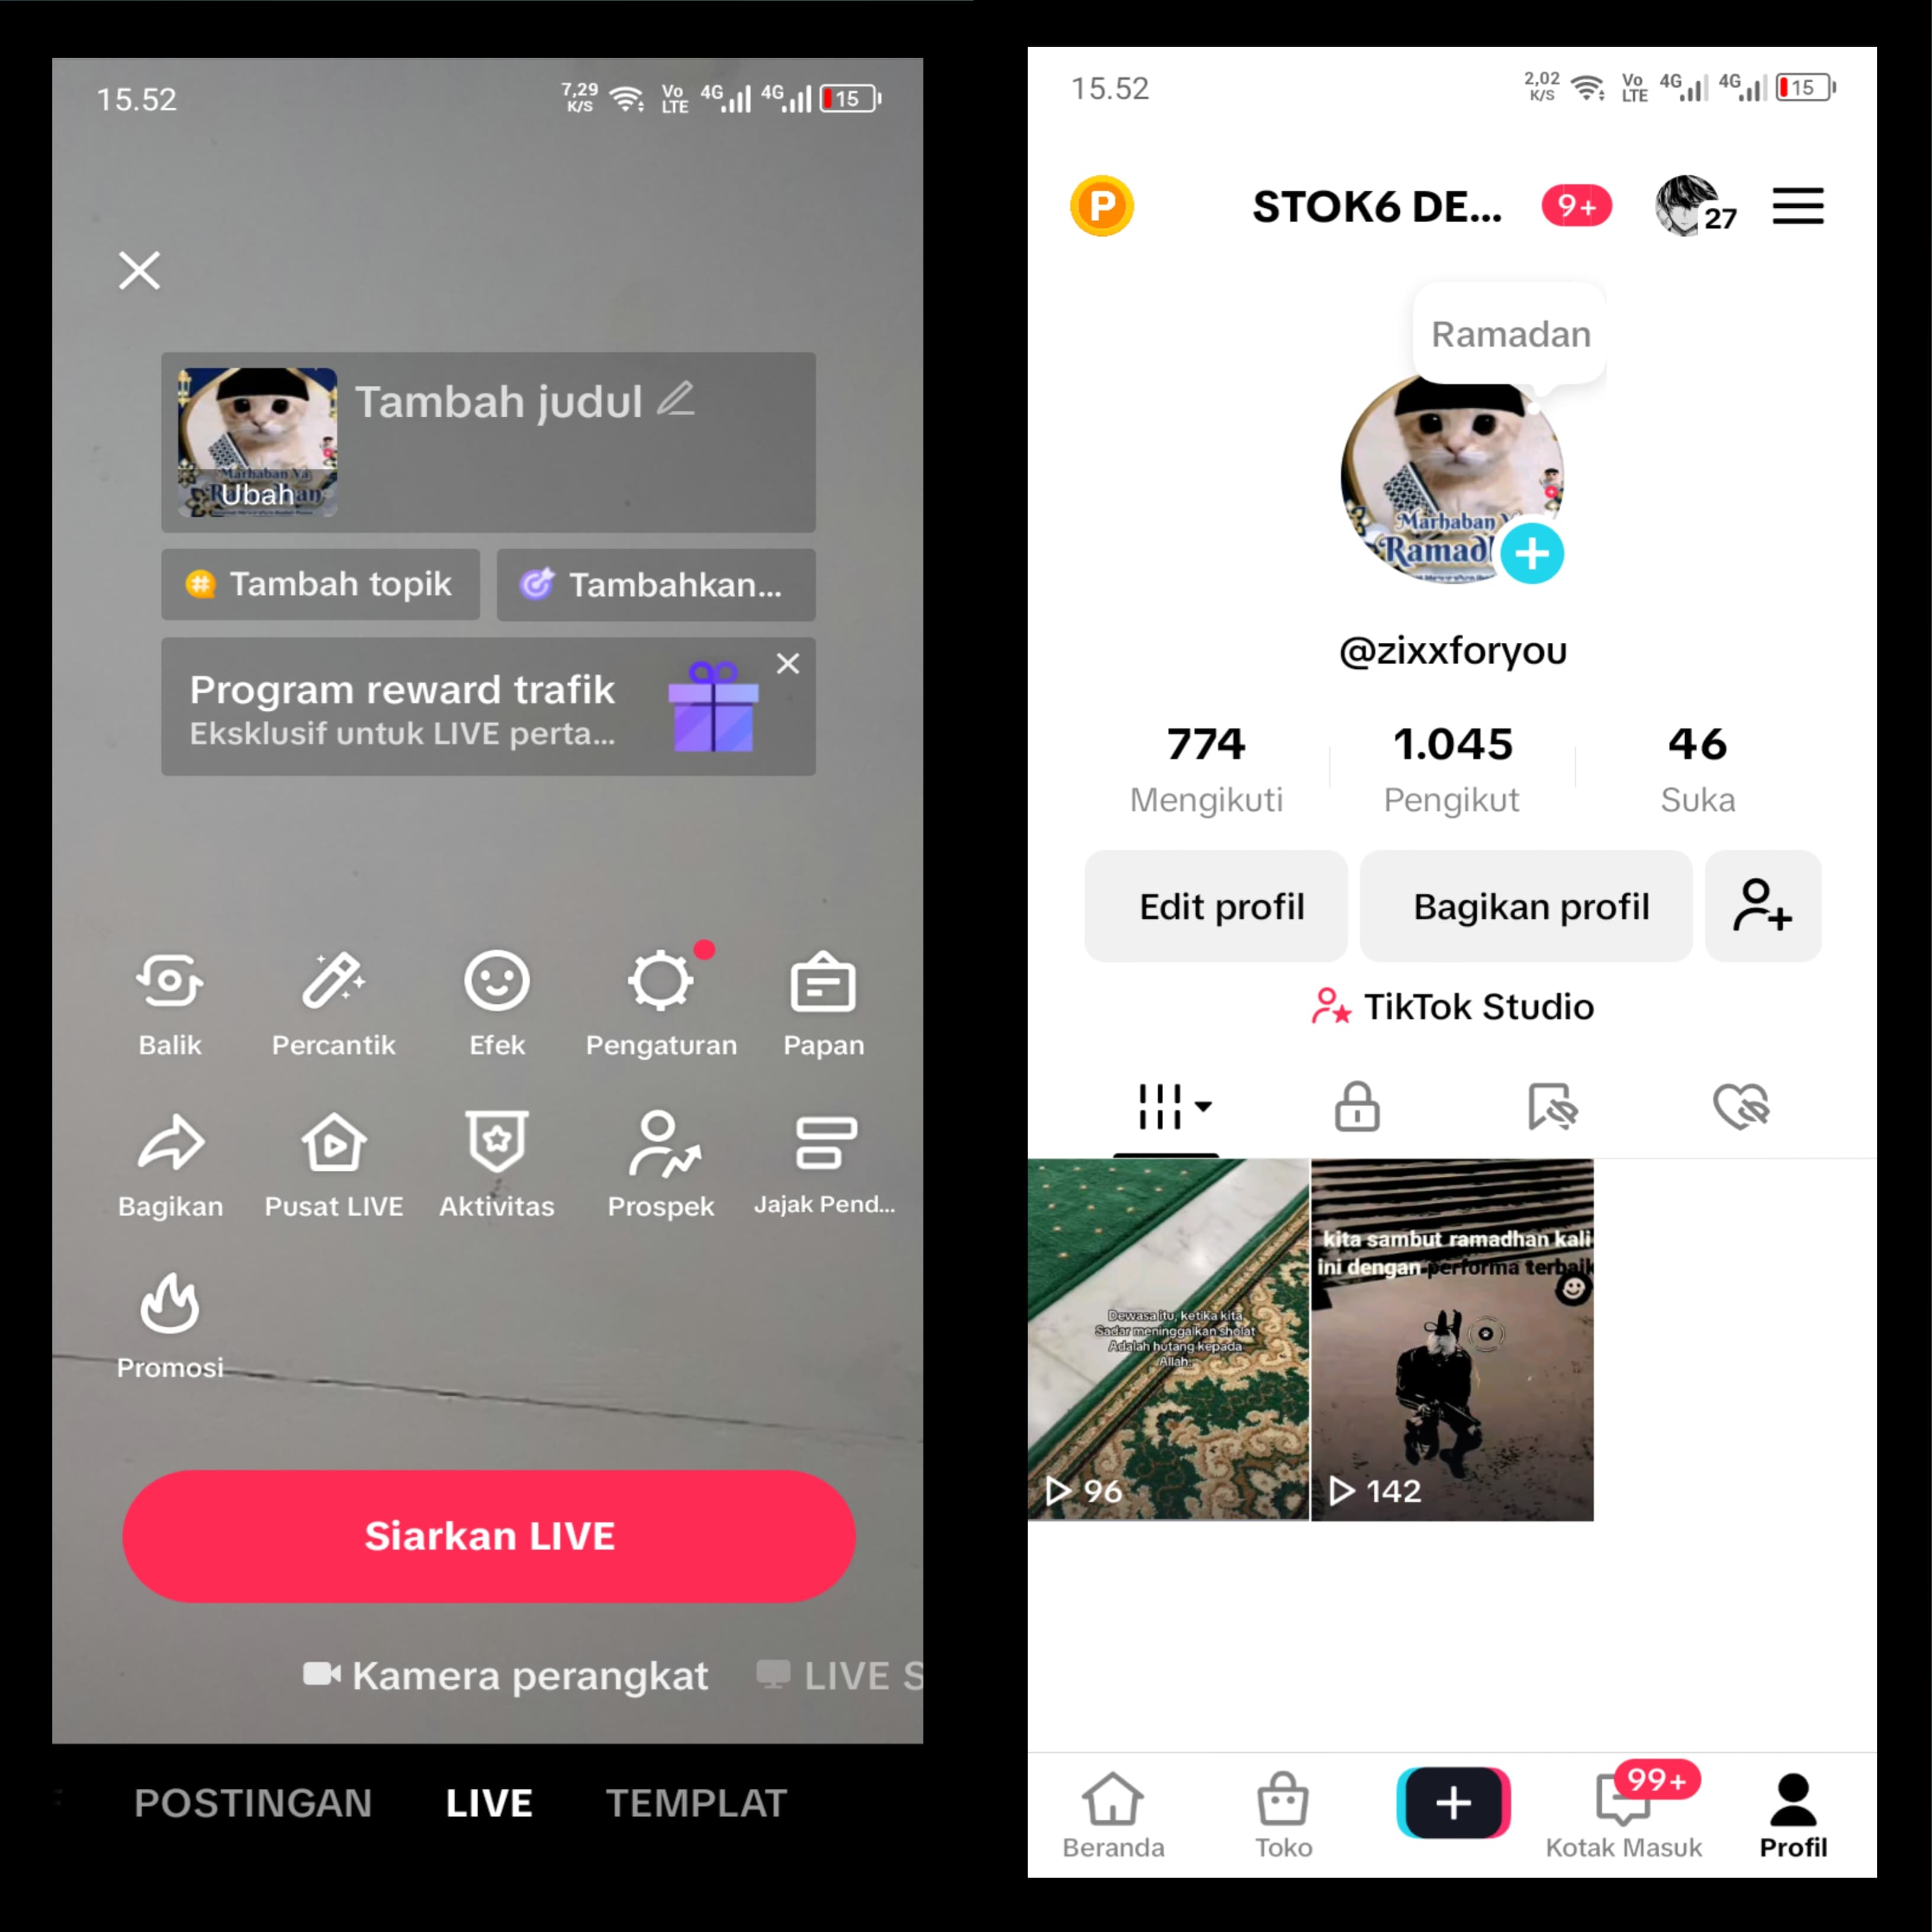 15.52
7,29 K/S Vo LTE 4G 4G 15
Tambah judul
Marhaban Ya
Ramadhan
Ubah
Tambah topik
Tambahkan...
Program reward trafik
Eksklusif untuk LIVE perta...
Balik
Percantik
Efek
Pengaturan
Papan
Bagikan
Pusat LIVE
Aktivitas
Prospek
Jajak Pend...
Promosi
Siarkan LIVE
Kamera perangkat
LIVE S
POSTINGAN
LIVE
TEMPLAT
15.52
2,02 K/S Vo LTE 4G 4G 15
P
STOK6 DE...
9+
27
Ramadan
Marhaban Y
Ramad
@zixxforyou
774
Mengikuti
1.045
Pengikut
46
Suka
Edit profil
Bagikan profil
TikTok Studio
Dewasa itu, ketika kita
Sadar meninggalkan sholat
Adalah hutang kepada
Allah.
96
kita sambut ramadhan kali
ini dengan performa terbaik
142
Beranda
Toko
99+
Kotak Masuk
Profil